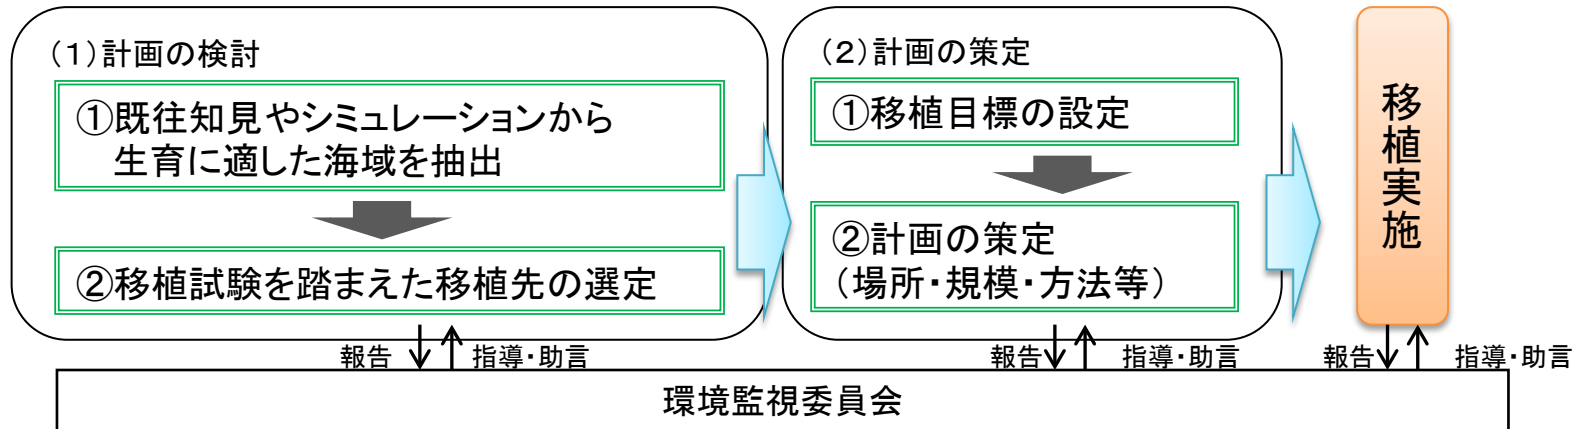 （１）計画の検討
①既往知見やシミュレーションから
生育に適した海域を抽出
②移植試験を踏まえた移植先の選定
（２）計画の策定
①移植目標の設定
②計画の策定
（場所・規模・方法等）
移植実施
報告
指導・助言
報告
指導・助言
報告
指導・助言
環境監視委員会